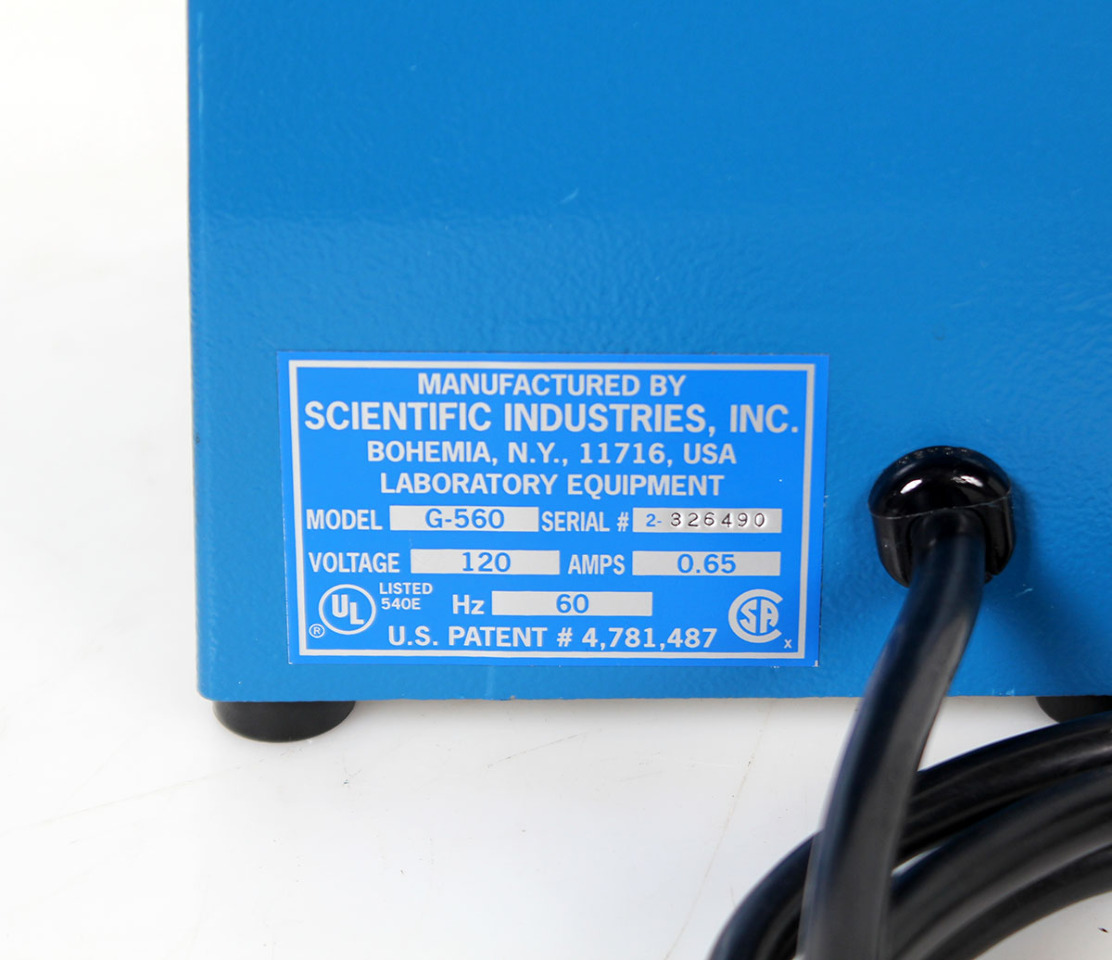 MANUFACTURED BY
SCIENTIFIC INDUSTRIES, INC.
BOHEMIA, N.Y., 11716, USA
LABORATORY EQUIPMENT
MODEL G-560 SERIAL # 2- 326490
VOLTAGE 120 AMPS 0.65
UL LISTED
540E Hz 60 SA
® U.S. PATENT # 4,781,487 x